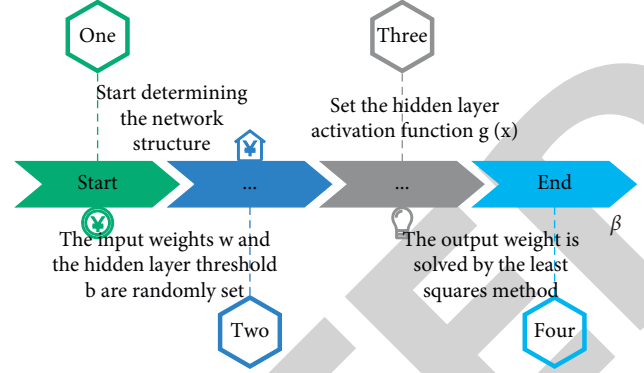 One
Three
Start determining
the network
structure
Set the hidden layer
activation function g (x)
¥
Start
...
...
End
¥
β
The input weights w and
the hidden layer threshold
b are randomly set
The output weight is
solved by the least
squares method
Two
Four